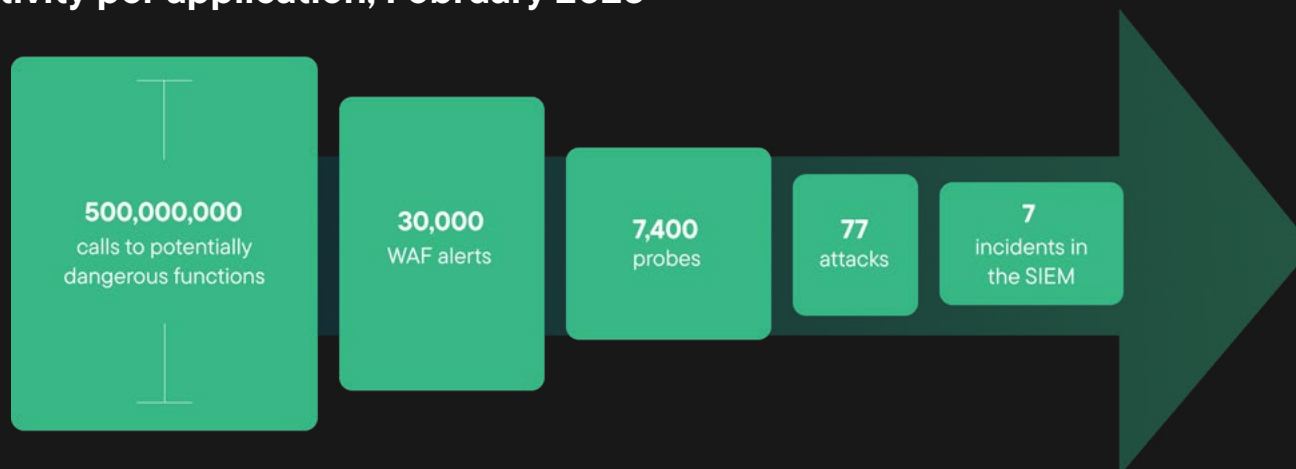 per application, February
500,000,000
calls to potentially
dangerous functions
30,000
WAF alerts
7,400
probes
77
attacks
7
incidents in
the SIEM